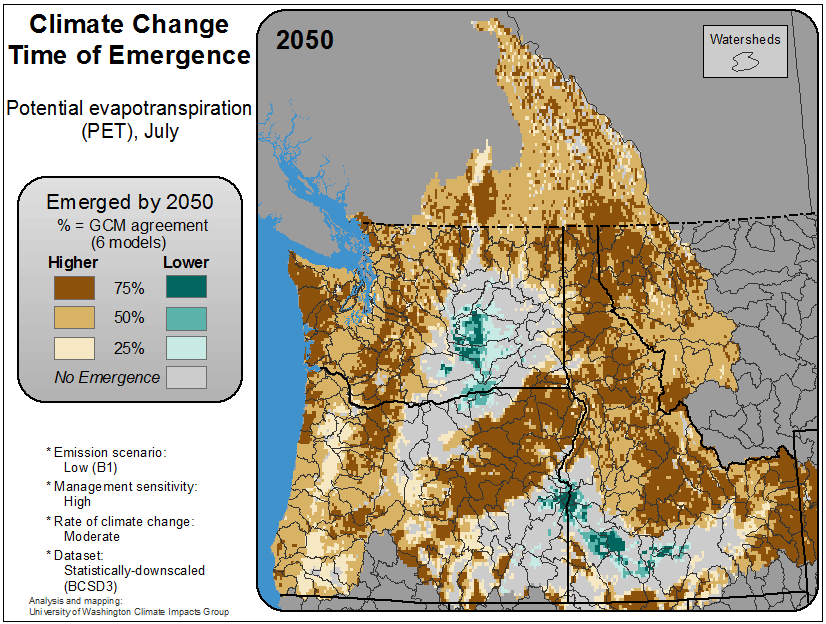 Climate Change
Time of Emergence
Potential evapotranspiration
(PET), July
Emerged by 2050
% = GCM agreement
(6 models)
Higher Lower
75%
50%
25%
No Emergence
* Emission scenario:
Low (B1)
* Management sensitivity:
High
* Rate of climate change:
Moderate
* Dataset:
Statistically-downscaled
(BCSD3)
Analysis and mapping:
University of Washington Climate Impacts Group
2050
Watersheds